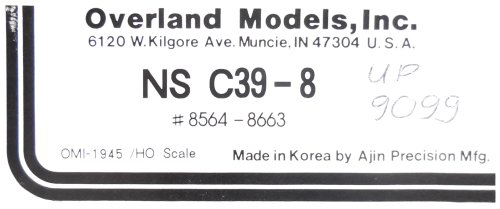 Overland Models, Inc.
6120 W. Kilgore Ave. Muncie, IN 47304 U.S.A.
NS C39-8
UP
9099
#8564-8663
OMI-1945 /HO Scale
Made in Korea by Ajin Precision Mfg.